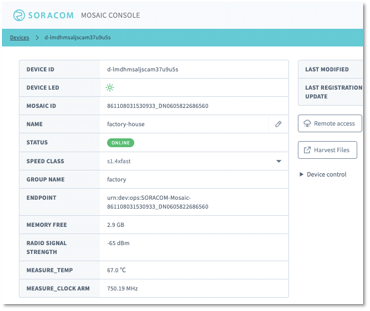 SORACOM MOSAIC CONSOLE
Devices > d-lmdhmsaljscam37u9u5s
DEVICE ID d-lmdhmsaljscam37u9u5s
DEVICE LED
MOSAIC ID 861108031530933_DN0605822686560
NAME factory-house
STATUS ONLINE
SPEED CLASS s1.4xfast
GROUP NAME factory
ENDPOINT urn:dev:ops:SORACOM-Mosaic-
861108031530933_DN0605822686560
MEMORY FREE 2.9 GB
RADIO SIGNAL
STRENGTH -65 dBm
MEASURE_TEMP 67.0 ℃
MEASURE_CLOCK ARM 750.19 MHz
LAST MODIFIED
LAST REGISTRATION
UPDATE
Remote access
Harvest Files
Device control